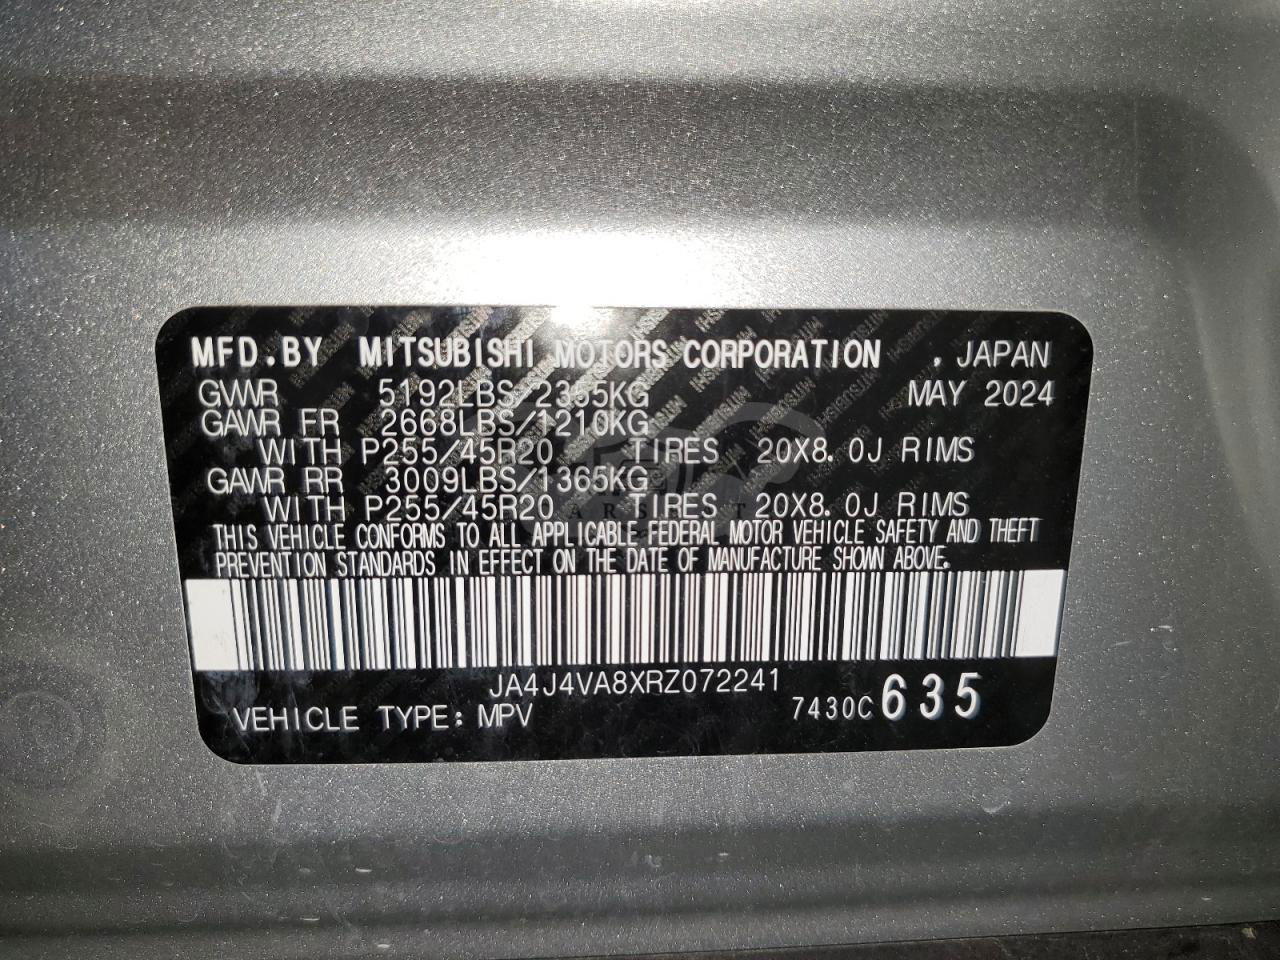 MFD.BY MITSUBISHI MOTORS CORPORATION , JAPAN
GVWR 5192LBS/2355KG MAY 2024
GAWR FR 2668LBS/1210KG
WITH P255/45R20 TIRES 20X8.0J RIMS
GAWR RR 3009LBS/1365KG
WITH P255/45R20 TIRES 20X8.0J RIMS
THIS VEHICLE CONFORMS TO ALL APPLICABLE FEDERAL MOTOR VEHICLE SAFETY AND THEFT
PREVENTION STANDARDS IN EFFECT ON THE DATE OF MANUFACTURE SHOWN ABOVE.
JA4J4VA8XRZ072241
VEHICLE TYPE: MPV 7430C 635